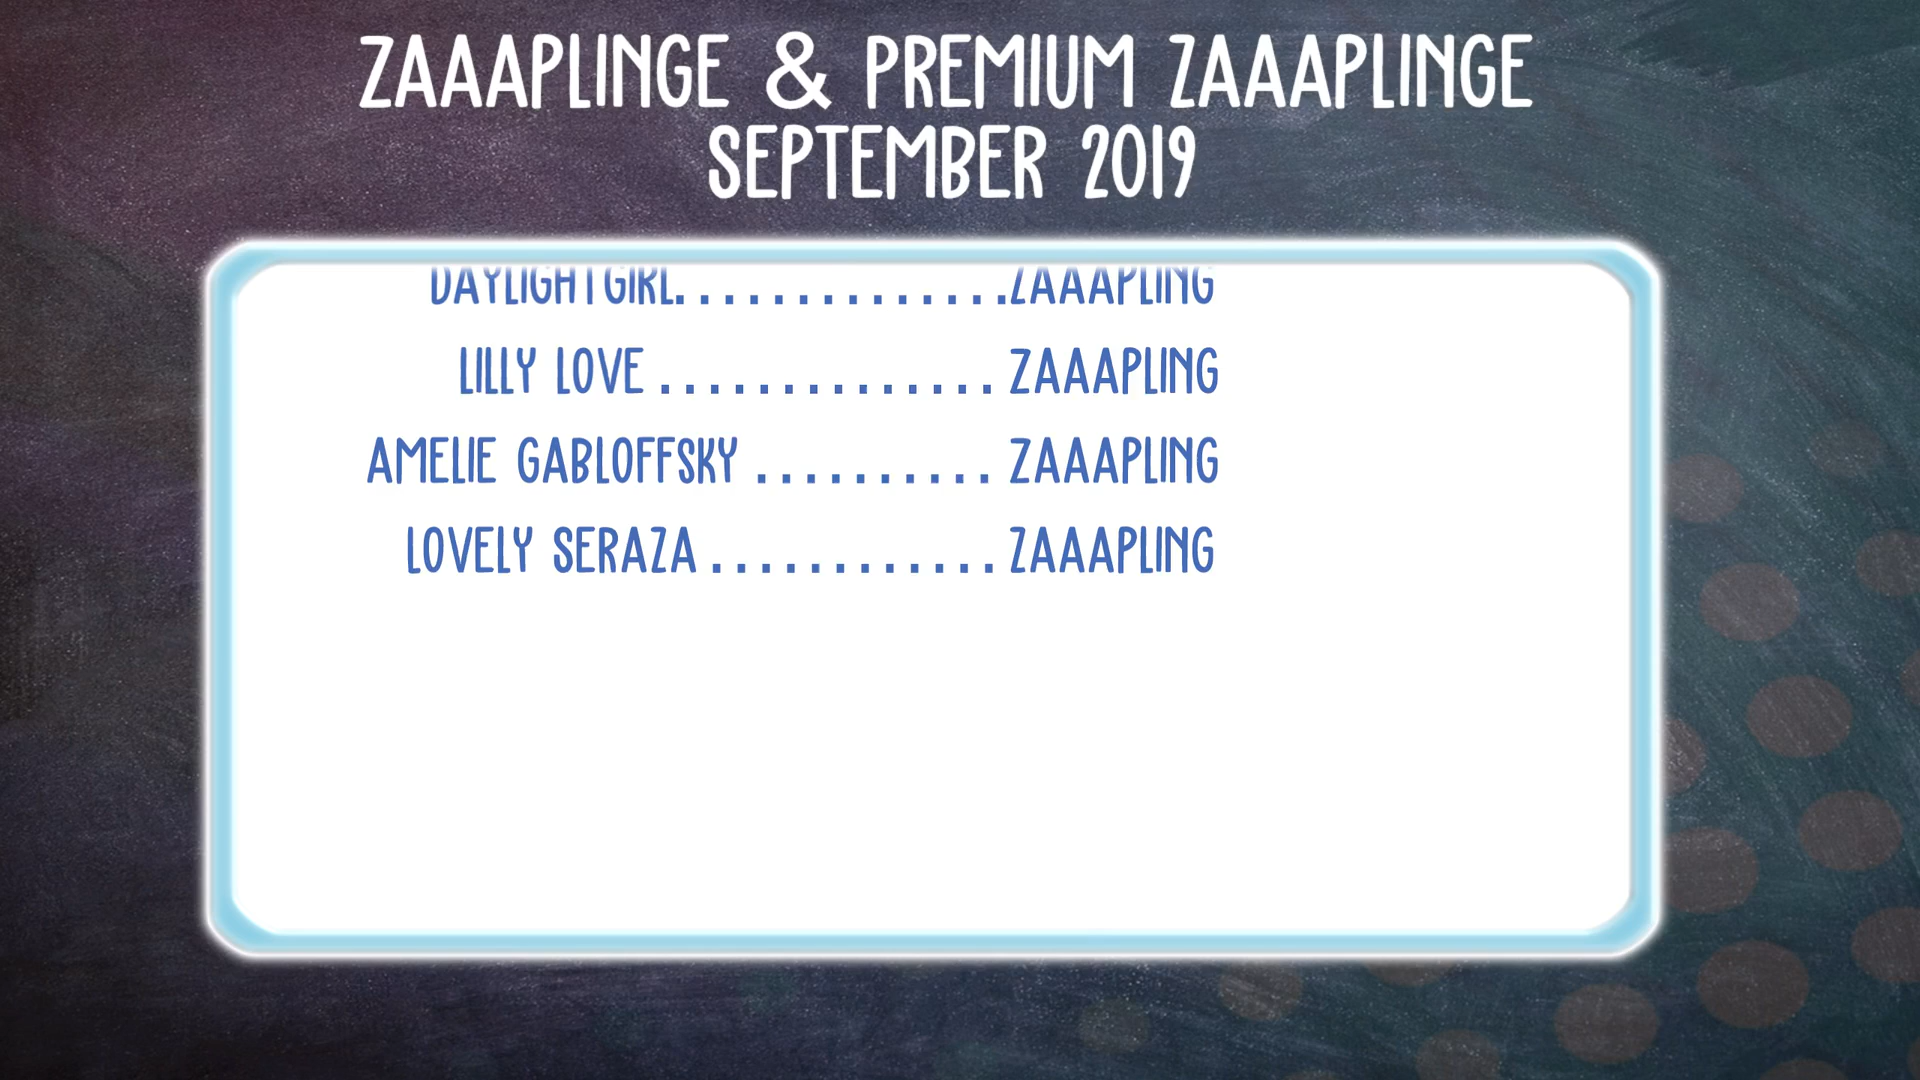 ZAAAPLINGE & PREMIUM ZAAAPLINGE
SEPTEMBER 2019
DAYLIGHTGIRL..............ZAAAPLING
LILLY LOVE .............. ZAAAPLING
AMELIE GABLOFFSKY .......... ZAAAPLING
LOVELY SERAZA ............ ZAAAPLING